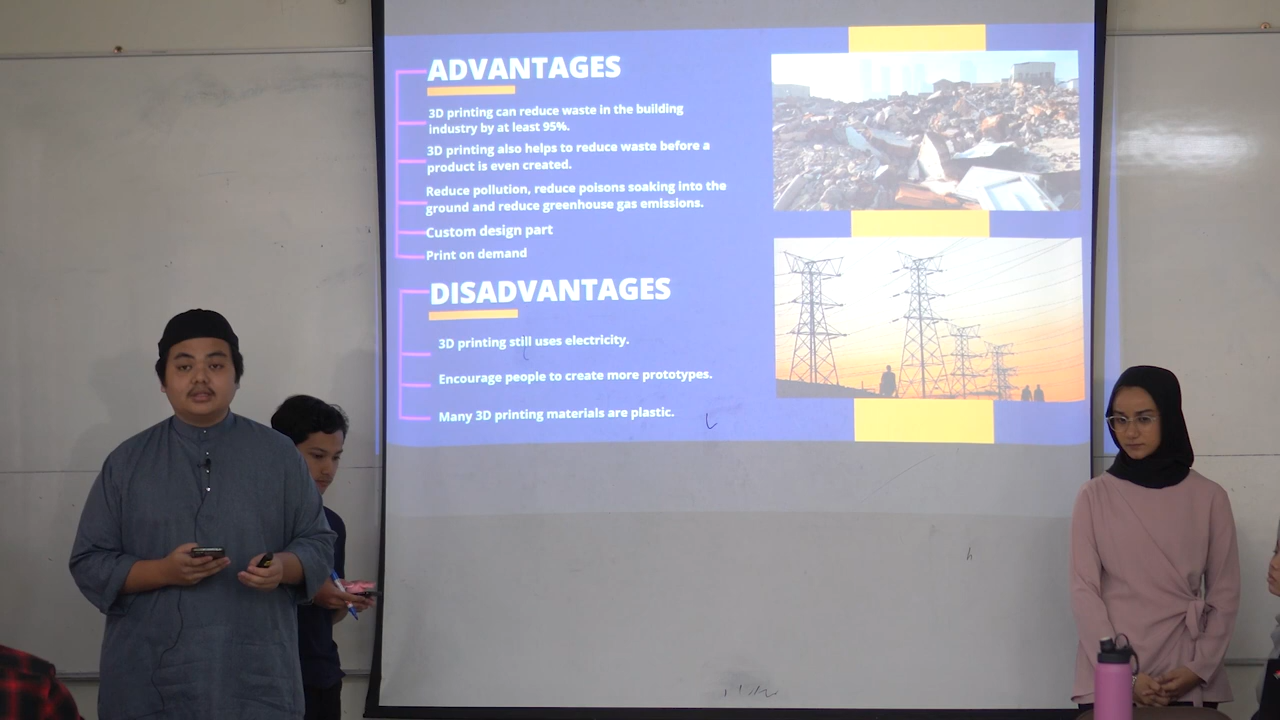 ADVANTAGES
3D printing can reduce waste in the building
industry by at least 95%.
3D printing also helps to reduce waste before a
product is even created.
Reduce pollution, reduce poisons soaking into the
ground and reduce greenhouse gas emissions.
Custom design part
Print on demand
DISADVANTAGES
3D printing still uses electricity.
Encourage people to create more prototypes.
Many 3D printing materials are plastic.